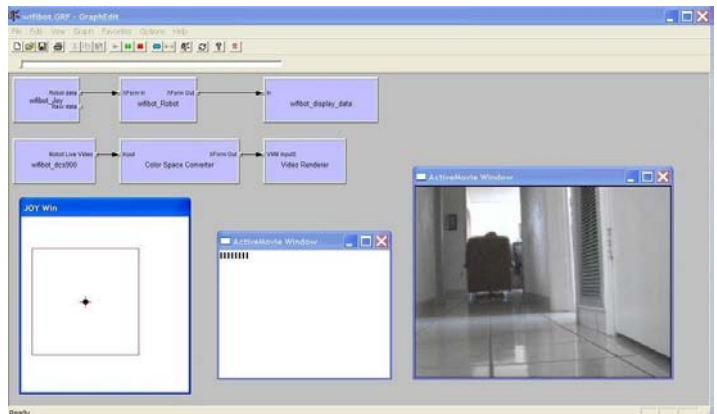 wifibot.GRF - GraphEdit
File Edit View Graph Favorites Options Help
Robot data
Raw data
wifibot_Joy
XForm In XForm Out
wifibot_Robot
In
wifibot_display_data
Robot Live Video
wifibot_dcs900
Input XForm Out
Color Space Converter
VMR Input0
Video Renderer
ActiveMovie Window
JOY Win
ActiveMovie Window
Ready